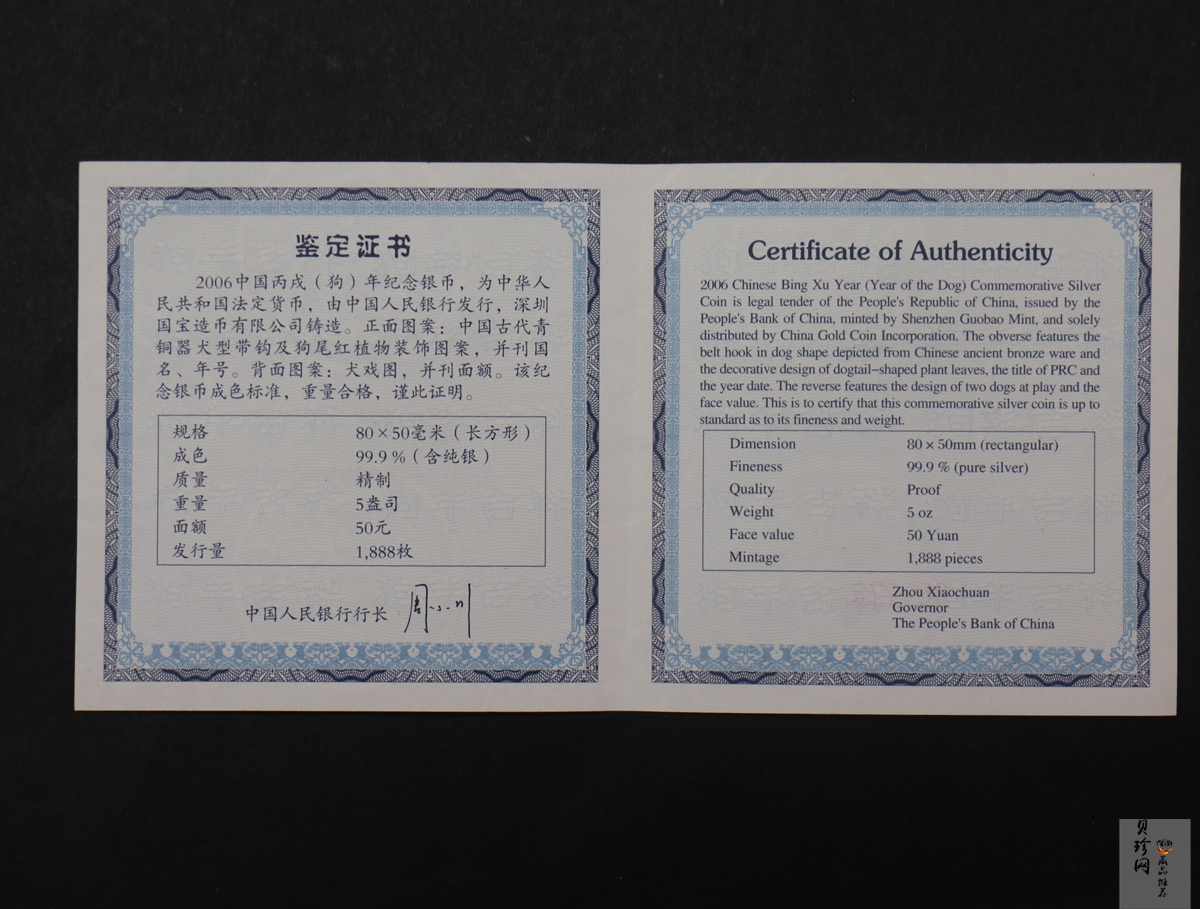 鉴定证书
2006中国丙戌（狗）年纪念银币，为中华人
民共和国法定货币，由中国人民银行发行，深圳
国宝造币有限公司铸造。正面图案：中国古代青
铜器犬型带钩及狗尾红植物装饰图案，并刊国
名、年号。背面图案：犬戏图，并刊面额。该纪
念银币成色标准，重量合格，谨此证明。
规格 80×50毫米（长方形）
成色 99.9%（含纯银）
质量 精制
重量 5盎司
面额 50元
发行量 1,888枚
中国人民银行行长 周小川
Certificate of Authenticity
2006 Chinese Bing Xu Year (Year of the Dog) Commemorative Silver
Coin is legal tender of the People's Republic of China, issued by the
People's Bank of China, minted by Shenzhen Guobao Mint, and solely
distributed by China Gold Coin Incorporation. The obverse features the
belt hook in dog shape depicted from Chinese ancient bronze ware and
the decorative design of dogtail-shaped plant leaves, the title of PRC and
the year date. The reverse features the design of two dogs at play and the
face value. This is to certify that this commemorative silver coin is up to
standard as to its fineness and weight.
Dimension 80×50mm (rectangular)
Fineness 99.9 % (pure silver)
Quality Proof
Weight 5 oz
Face value 50 Yuan
Mintage 1,888 pieces
Zhou Xiaochuan
Governor
The People's Bank of China
贝珍网
藏品推荐